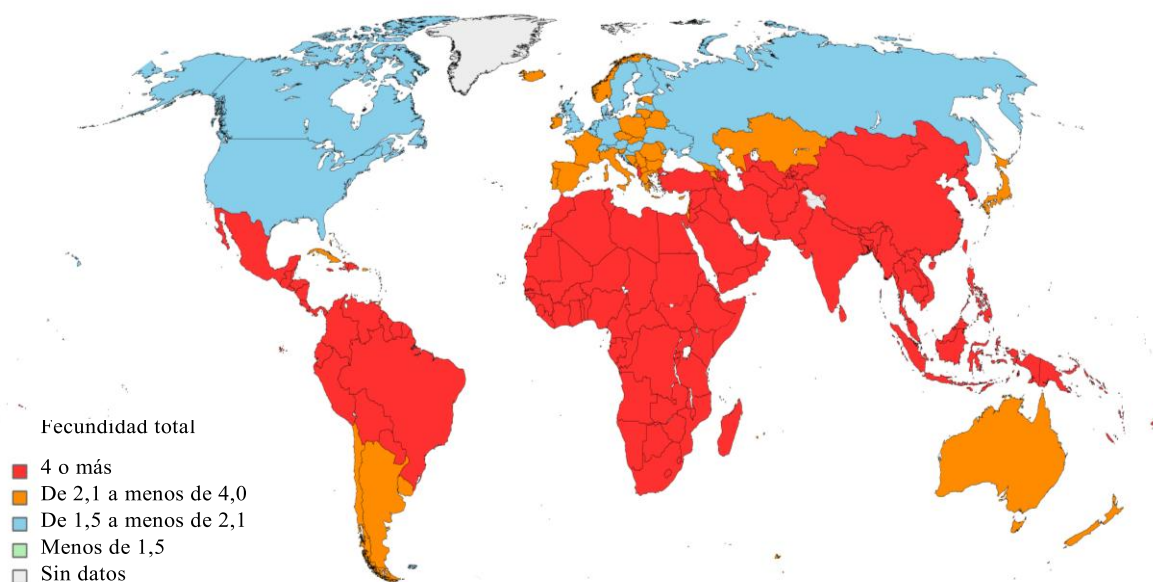 Fecundidad total
4 o más
De 2,1 a menos de 4,0
De 1,5 a menos de 2,1
Menos de 1,5
Sin datos